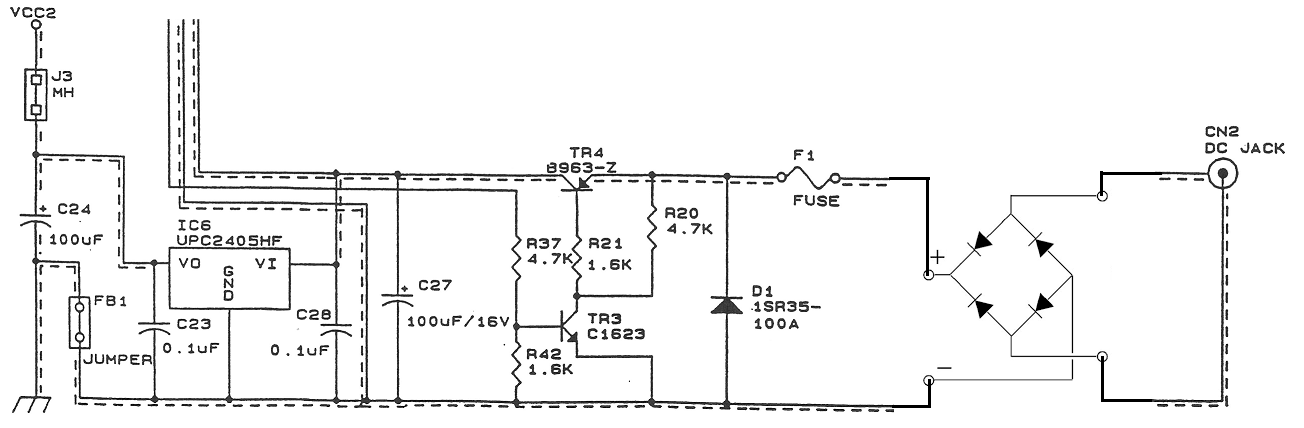 VCC2
J3
MH
C24
100uF
FB1
JUMPER
IC6
UPC2405HF
VO
GND
VI
C23
0.1uF
C28
0.1uF
C27
100uF/16V
TR4
B963-Z
R37
4.7K
R21
1.6K
R20
4.7K
TR3
C1623
R42
1.6K
D1
1SR35-
100A
F1
FUSE
+
−
CN2
DC JACK